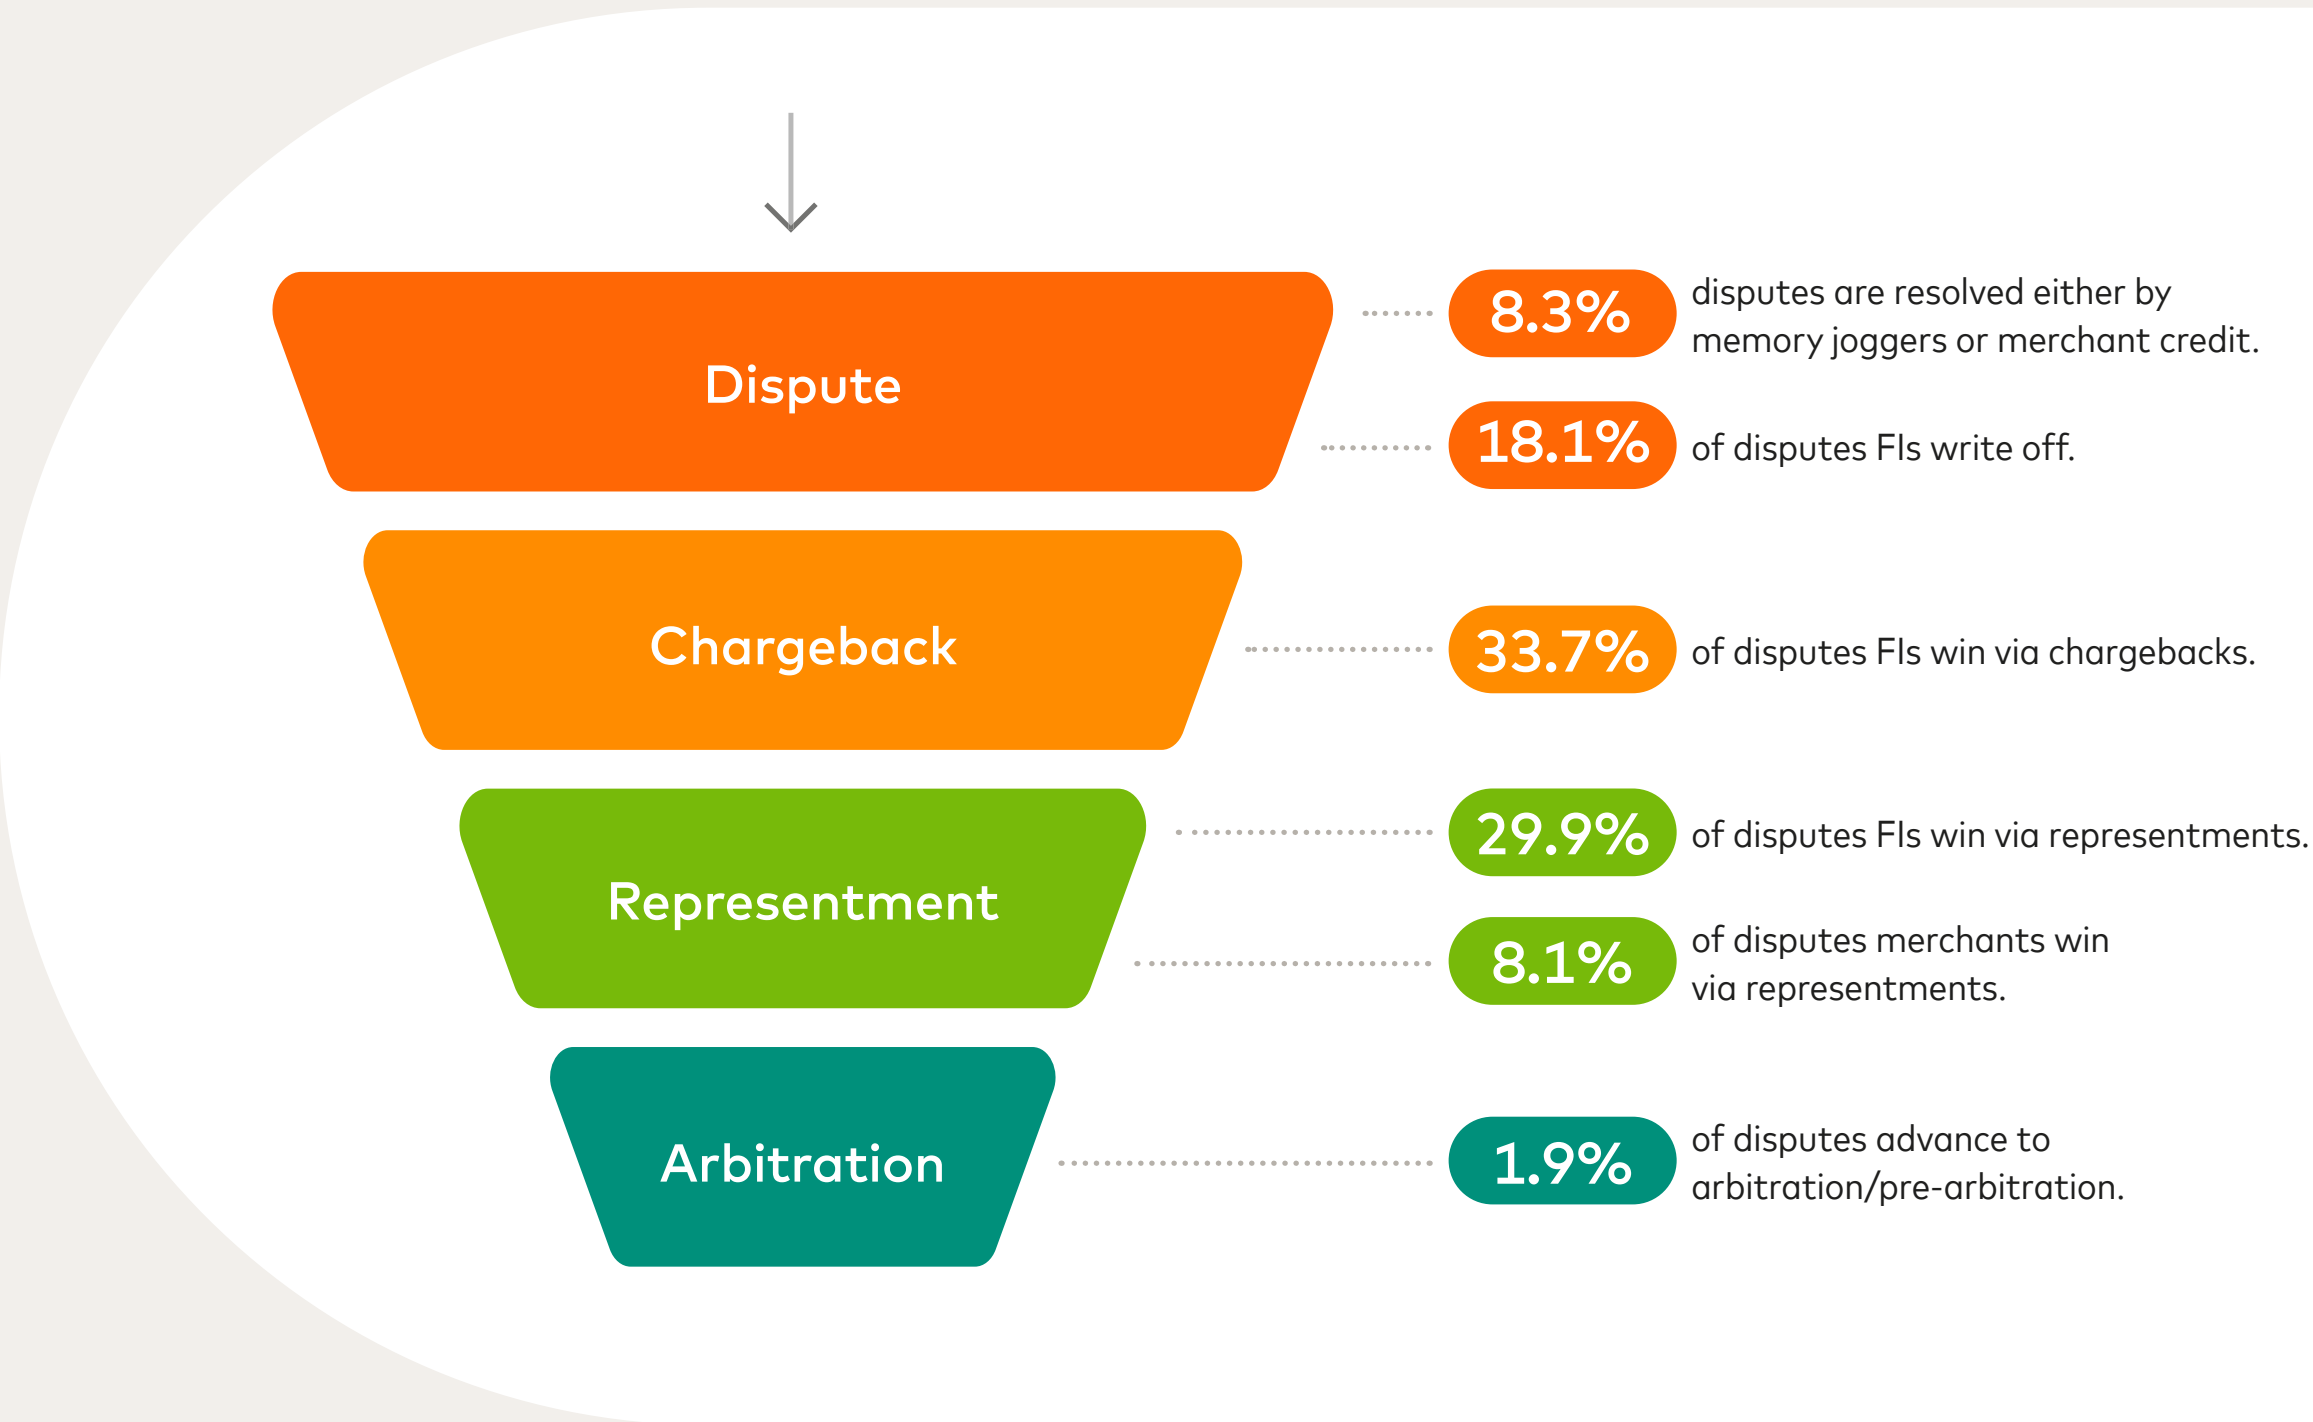 Dispute
8.3%
disputes are resolved either by
memory joggers or merchant credit.
18.1%
of disputes FIs write off.
Chargeback
33.7%
of disputes FIs win via chargebacks.
Representment
29.9%
of disputes FIs win via representments.
8.1%
of disputes merchants win
via representments.
Arbitration
1.9%
of disputes advance to
arbitration/pre-arbitration.